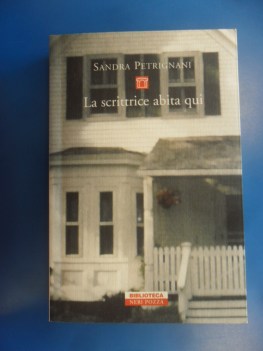 SANDRA PETRIGNANI
La scrittrice abita qui
BIBLIOTECA
NERI POZZA